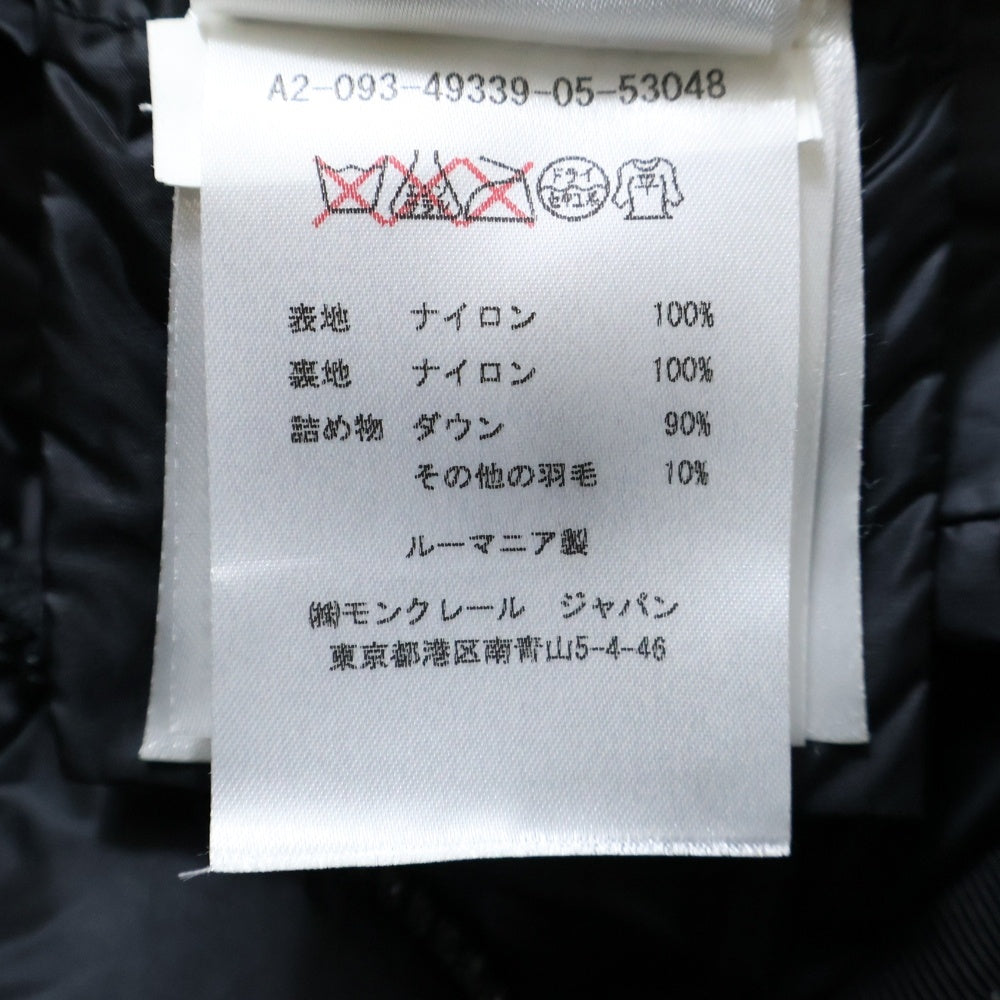 A2-093-49339-05-53048
ドライ 平
セキユ系
表地 ナイロン 100%
裏地 ナイロン 100%
詰め物 ダウン 90%
その他の羽毛 10%
ルーマニア製
㈱モンクレール ジャパン
東京都港区南青山5-4-46